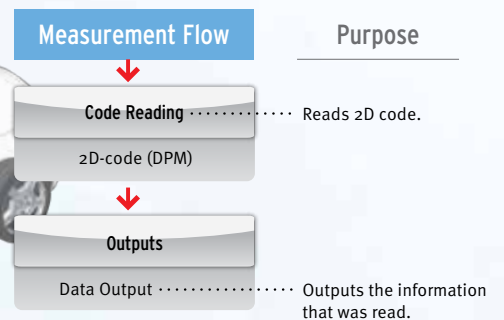 Measurement Flow Purpose
Code Reading Reads 2D code.
2D-code (DPM)
Outputs
Data Output Outputs the information
that was read.